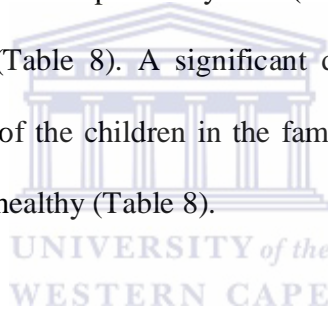 (Table 8). A significant
of the children in the fam
healthy (Table 8).
UNIVERSITY of the
WESTERN CAPE